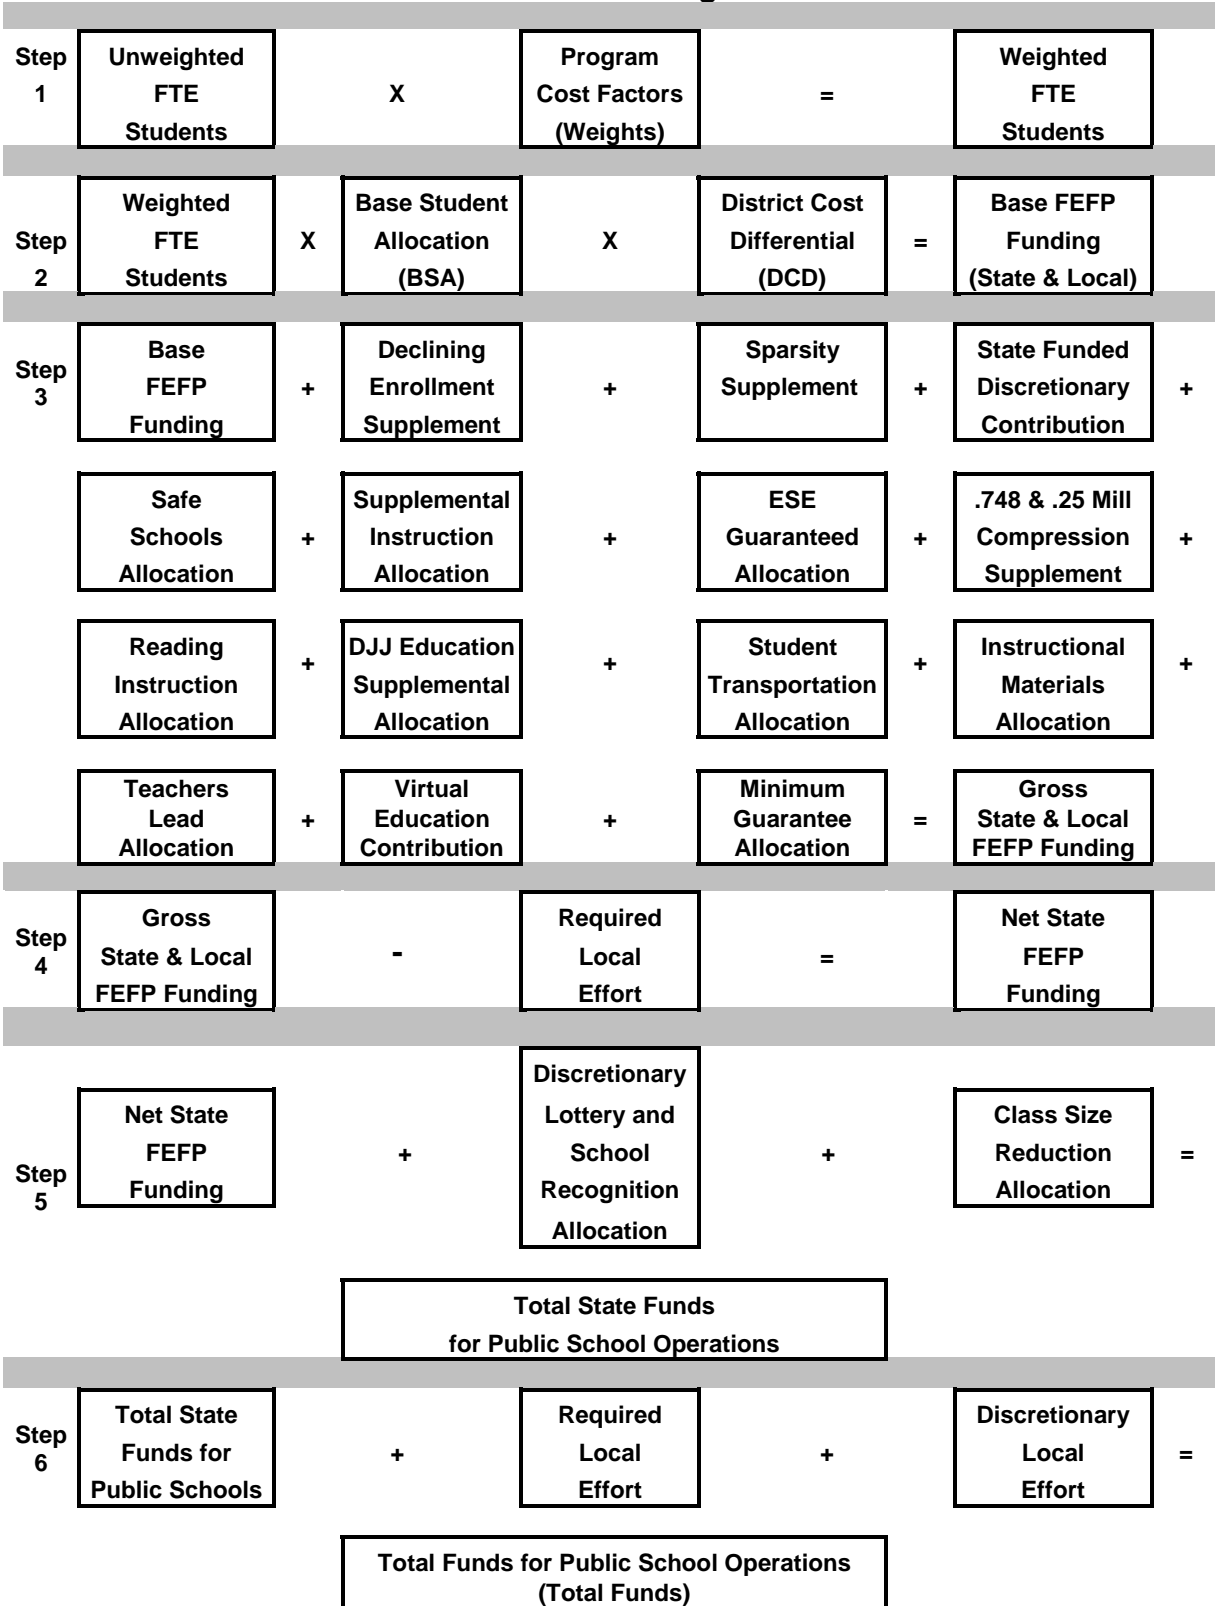 Step 1
Unweighted FTE Students
X
Program Cost Factors (Weights)
=
Weighted FTE Students
Step 2
Weighted FTE Students
X
Base Student Allocation (BSA)
X
District Cost Differential (DCD)
=
Base FEFP Funding (State & Local)
Step 3
Base FEFP Funding
+
Declining Enrollment Supplement
+
Sparsity Supplement
+
State Funded Discretionary Contribution
+
Safe Schools Allocation
+
Supplemental Instruction Allocation
+
ESE Guaranteed Allocation
+
.748 & .25 Mill Compression Supplement
+
Reading Instruction Allocation
+
DJJ Education Supplemental Allocation
+
Student Transportation Allocation
+
Instructional Materials Allocation
+
Teachers Lead Allocation
+
Virtual Education Contribution
+
Minimum Guarantee Allocation
=
Gross State & Local FEFP Funding
Step 4
Gross State & Local FEFP Funding
-
Required Local Effort
=
Net State FEFP Funding
Step 5
Net State FEFP Funding
+
Discretionary Lottery and School Recognition Allocation
+
Class Size Reduction Allocation
=
Total State Funds
for Public School Operations
Step 6
Total State Funds for Public Schools
+
Required Local Effort
+
Discretionary Local Effort
=
Total Funds for Public School Operations
(Total Funds)